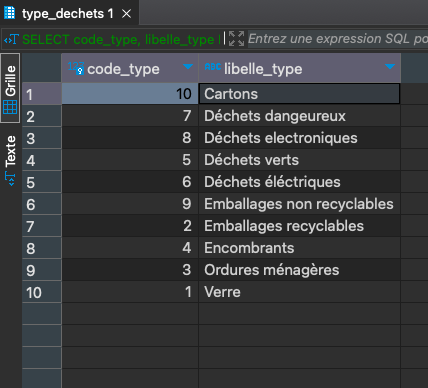 type_dechets 1
SELECT code_type, libelle_type
Entrez une expression SQL po
Grille
Texte
code_type libelle_type
1 10 Cartons
2 7 Déchets dangeureux
3 8 Déchets electroniques
4 5 Déchets verts
5 6 Déchets éléctriques
6 9 Emballages non recyclables
7 2 Emballages recyclables
8 4 Encombrants
9 3 Ordures ménagères
10 1 Verre